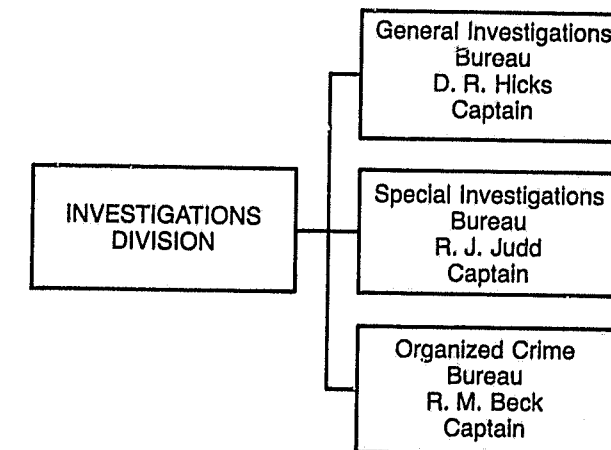 General Investigations
Bureau
D. R. Hicks
Captain
INVESTIGATIONS
DIVISION
Special Investigations
Bureau
R. J. Judd
Captain
Organized Crime
Bureau
R. M. Beck
Captain